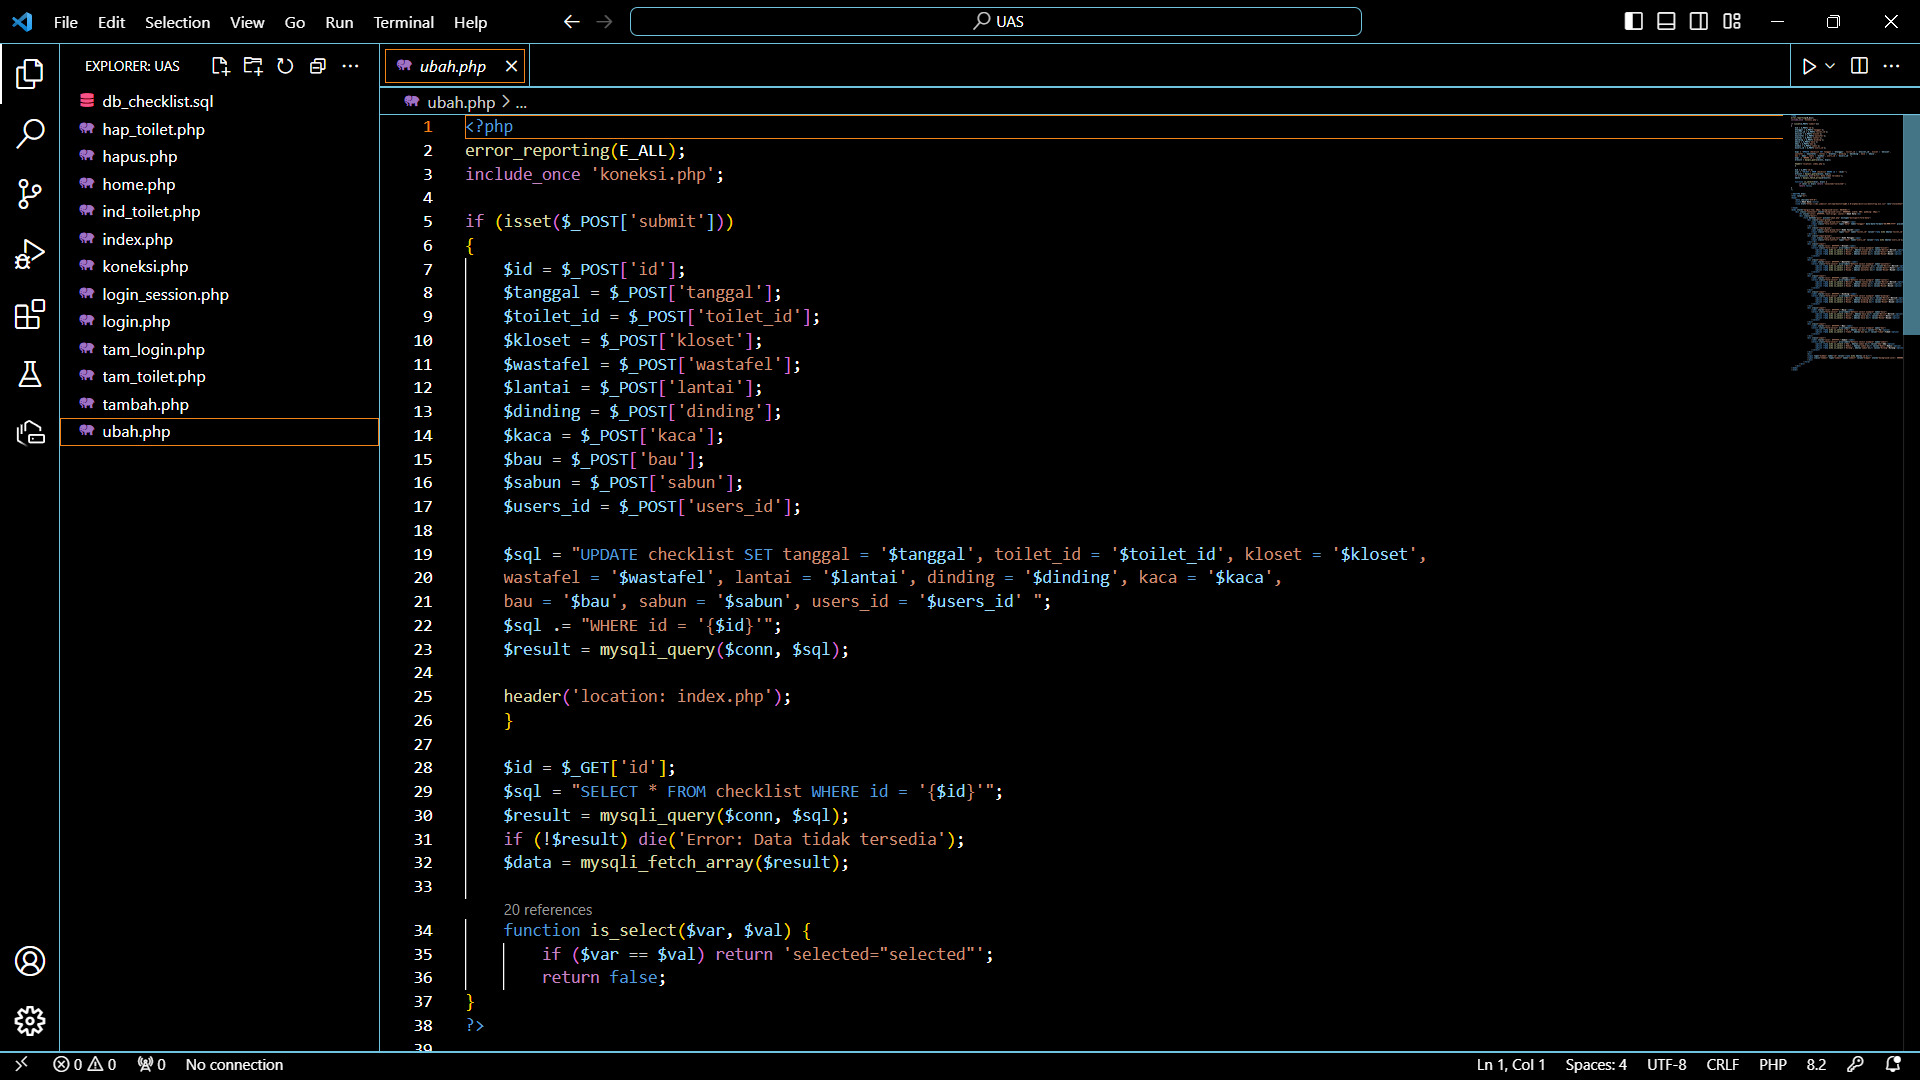 File Edit Selection View Go Run Terminal Help
UAS
EXPLORER: UAS
db_checklist.sql
hap_toilet.php
hapus.php
home.php
ind_toilet.php
index.php
koneksi.php
login_session.php
login.php
tam_login.php
tam_toilet.php
tambah.php
ubah.php
ubah.php
ubah.php > ...
1 <?php
2 error_reporting(E_ALL);
3 include_once 'koneksi.php';
4
5 if (isset($_POST['submit']))
6 {
7 $id = $_POST['id'];
8 $tanggal = $_POST['tanggal'];
9 $toilet_id = $_POST['toilet_id'];
10 $kloset = $_POST['kloset'];
11 $wastafel = $_POST['wastafel'];
12 $lantai = $_POST['lantai'];
13 $dinding = $_POST['dinding'];
14 $kaca = $_POST['kaca'];
15 $bau = $_POST['bau'];
16 $sabun = $_POST['sabun'];
17 $users_id = $_POST['users_id'];
18
19 $sql = "UPDATE checklist SET tanggal = '$tanggal', toilet_id = '$toilet_id', kloset = '$kloset',
20 wastafel = '$wastafel', lantai = '$lantai', dinding = '$dinding', kaca = '$kaca',
21 bau = '$bau', sabun = '$sabun', users_id = '$users_id' ";
22 $sql .= "WHERE id = '{$id}'";
23 $result = mysqli_query($conn, $sql);
24
25 header('location: index.php');
26 }
27
28 $id = $_GET['id'];
29 $sql = "SELECT * FROM checklist WHERE id = '{$id}'";
30 $result = mysqli_query($conn, $sql);
31 if (!$result) die('Error: Data tidak tersedia');
32 $data = mysqli_fetch_array($result);
33
20 references
34 function is_select($var, $val) {
35 if ($var == $val) return 'selected="selected"';
36 return false;
37 }
38 ?>
39
0 0 0 No connection
Ln 1, Col 1 Spaces: 4 UTF-8 CRLF PHP 8.2